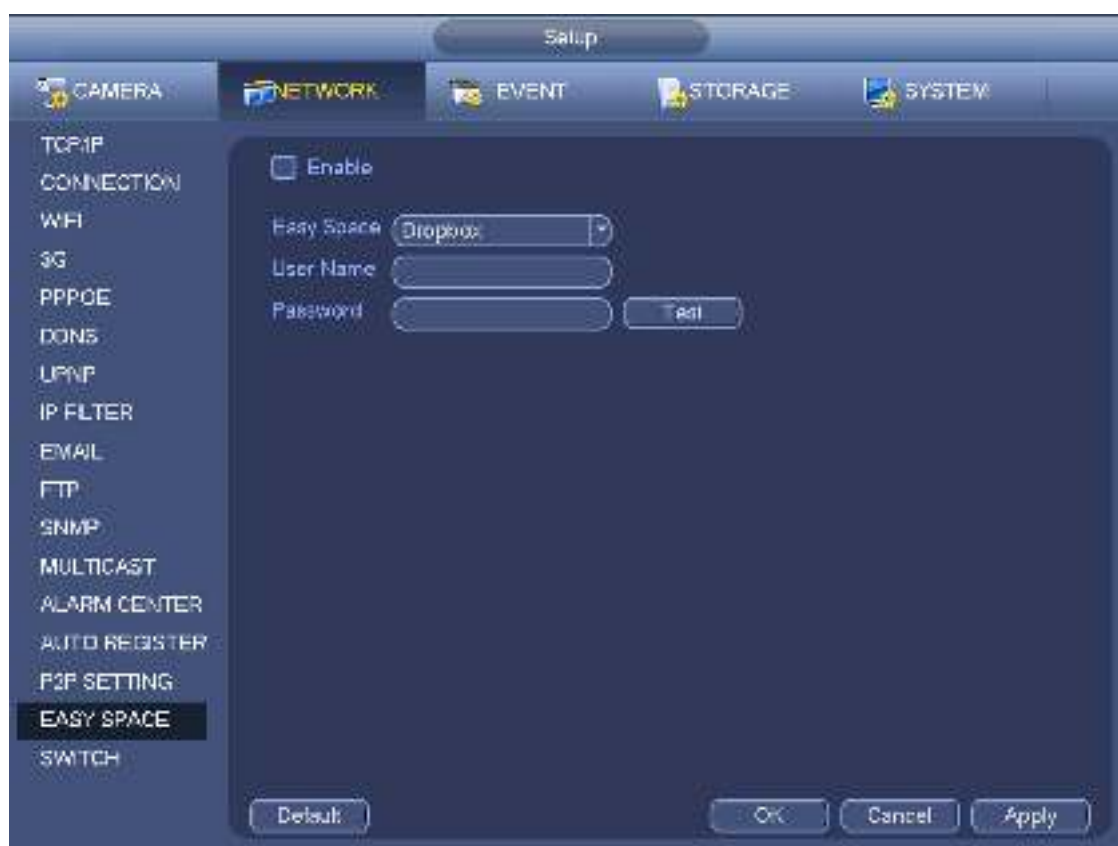 Setup
CAMERA
NETWORK
EVENT
STORAGE
SYSTEM
TCP/IP
CONNECTION
WIFI
3G
PPPOE
DDNS
UPNP
IP FILTER
EMAIL
FTP
SNMP
MULTICAST
ALARM CENTER
AUTO REGISTER
P2P SETTING
EASY SPACE
SWITCH
Enable
Easy Space Dropbox
User Name
Password Test
Default OK Cancel Apply